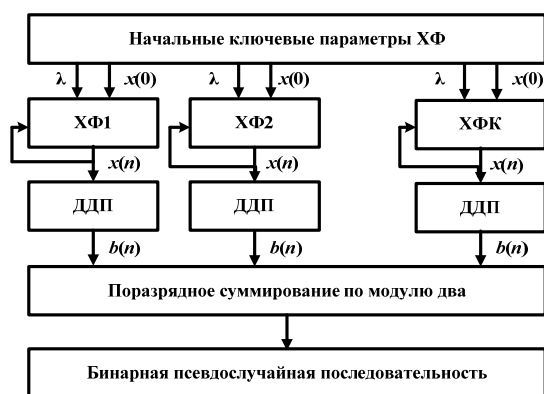 Начальные ключевые параметры ХФ
λ x(0) λ x(0) λ x(0)
ХФ1 ХФ2 ХФК
x(n) x(n) x(n)
ДДП ДДП ДДП
b(n) b(n) b(n)
Поразрядное суммирование по модулю два
Бинарная псевдослучайная последовательность